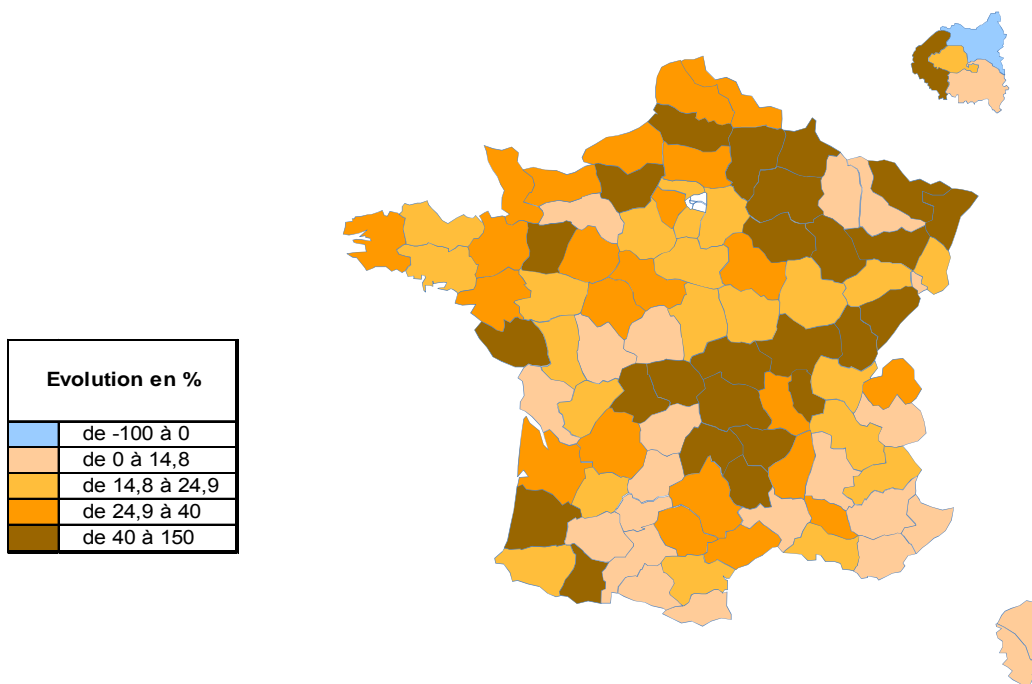 Evolution en %
de -100 à 0
de 0 à 14,8
de 14,8 à 24,9
de 24,9 à 40
de 40 à 150